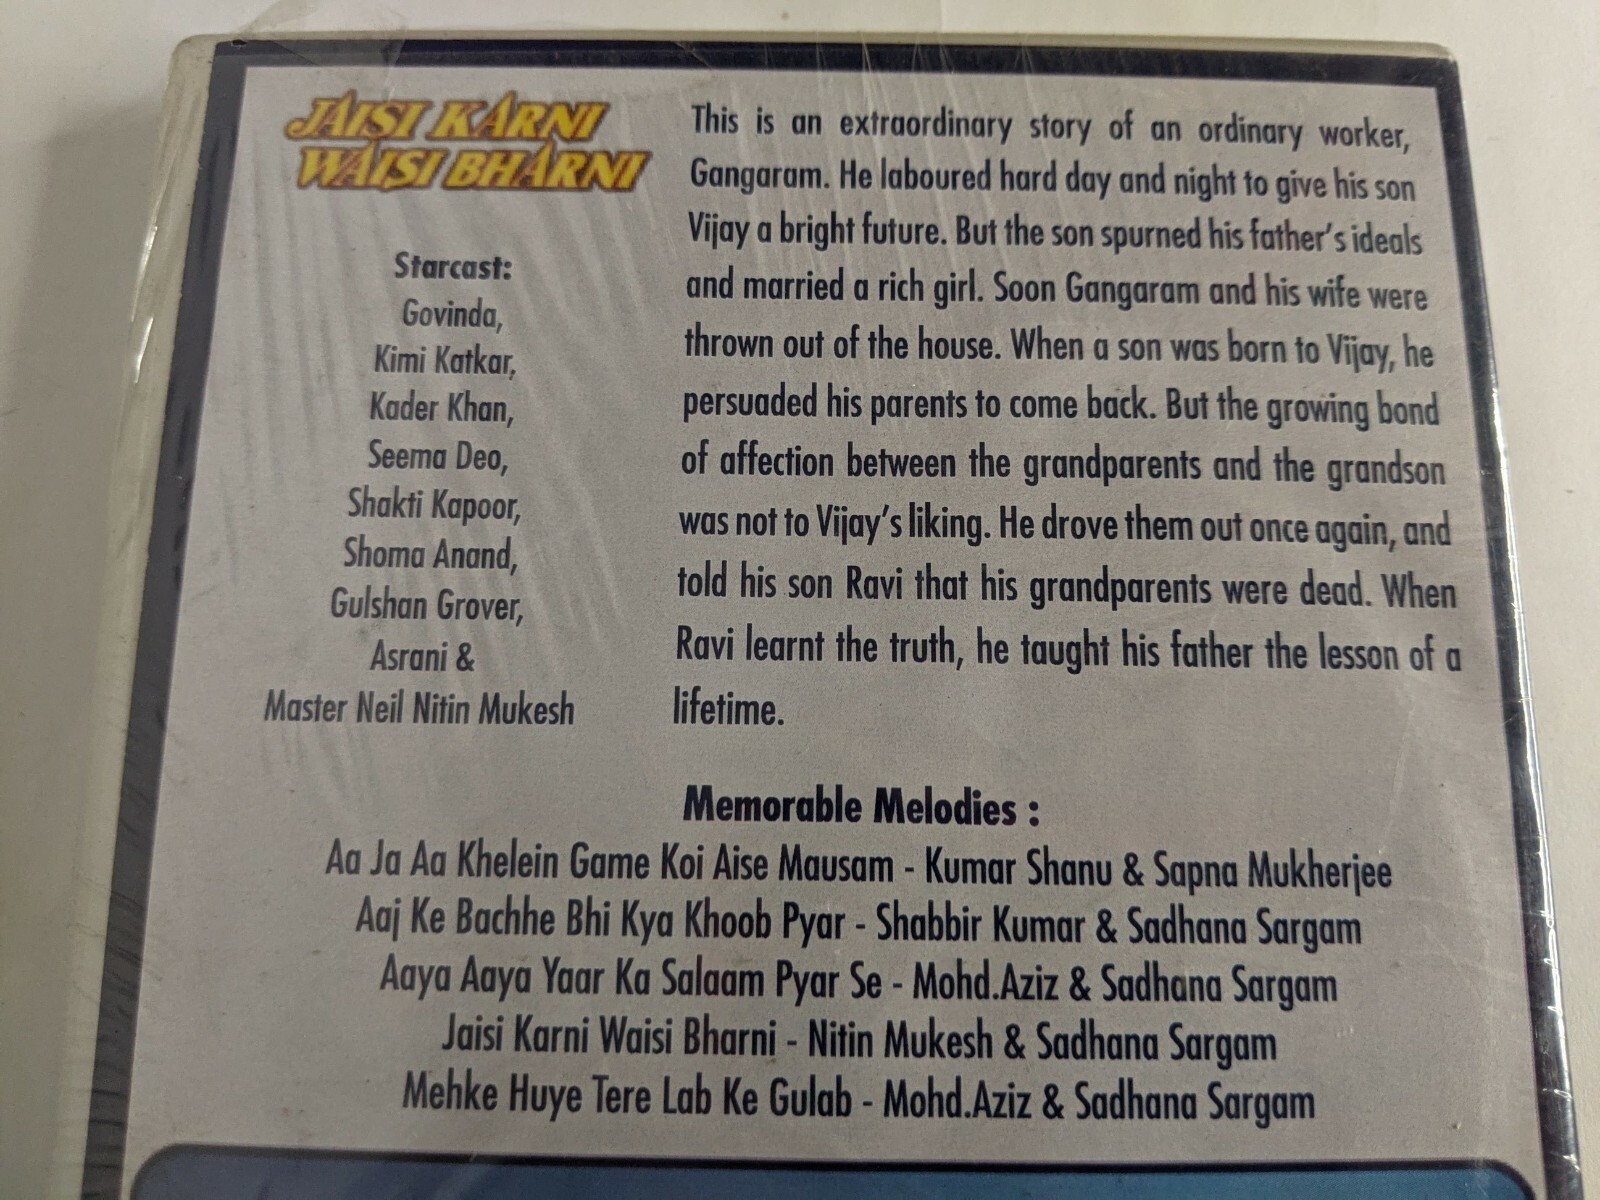 JAISI KARNI
WAISI BHARNI
Starcast:
Govinda,
Kimi Katkar,
Kader Khan,
Seema Deo,
Shakti Kapoor,
Shoma Anand,
Gulshan Grover,
Asrani &
Master Neil Nitin Mukesh
This is an extraordinary story of an ordinary worker,
Gangaram. He laboured hard day and night to give his son
Vijay a bright future. But the son spurned his father's ideals
and married a rich girl. Soon Gangaram and his wife were
thrown out of the house. When a son was born to Vijay, he
persuaded his parents to come back. But the growing bond
of affection between the grandparents and the grandson
was not to Vijay's liking. He drove them out once again, and
told his son Ravi that his grandparents were dead. When
Ravi learnt the truth, he taught his father the lesson of a
lifetime.
Memorable Melodies :
Aa Ja Aa Khelein Game Koi Aise Mausam - Kumar Shanu & Sapna Mukherjee
Aaj Ke Bachhe Bhi Kya Khoob Pyar - Shabbir Kumar & Sadhana Sargam
Aaya Aaya Yaar Ka Salaam Pyar Se - Mohd.Aziz & Sadhana Sargam
Jaisi Karni Waisi Bharni - Nitin Mukesh & Sadhana Sargam
Mehke Huye Tere Lab Ke Gulab - Mohd.Aziz & Sadhana Sargam